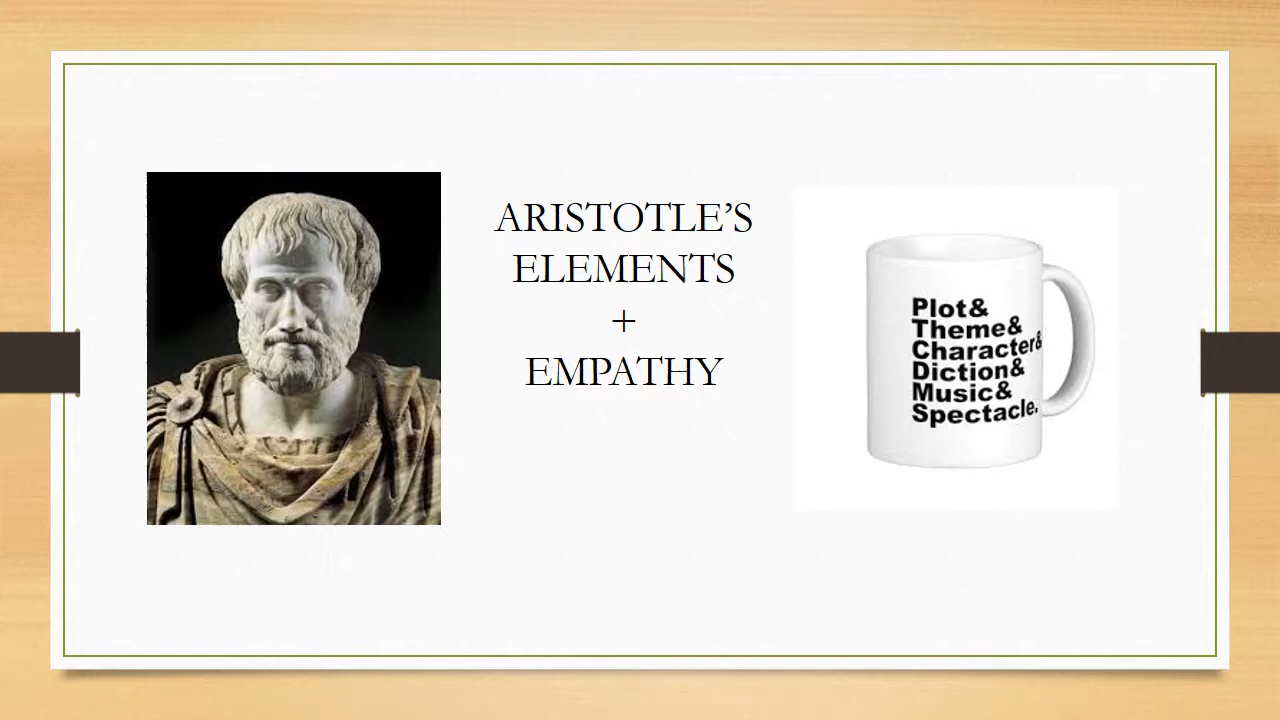 ARISTOTLE’S
ELEMENTS
+
EMPATHY
Plot&
Theme&
Character&
Diction&
Music&
Spectacle.